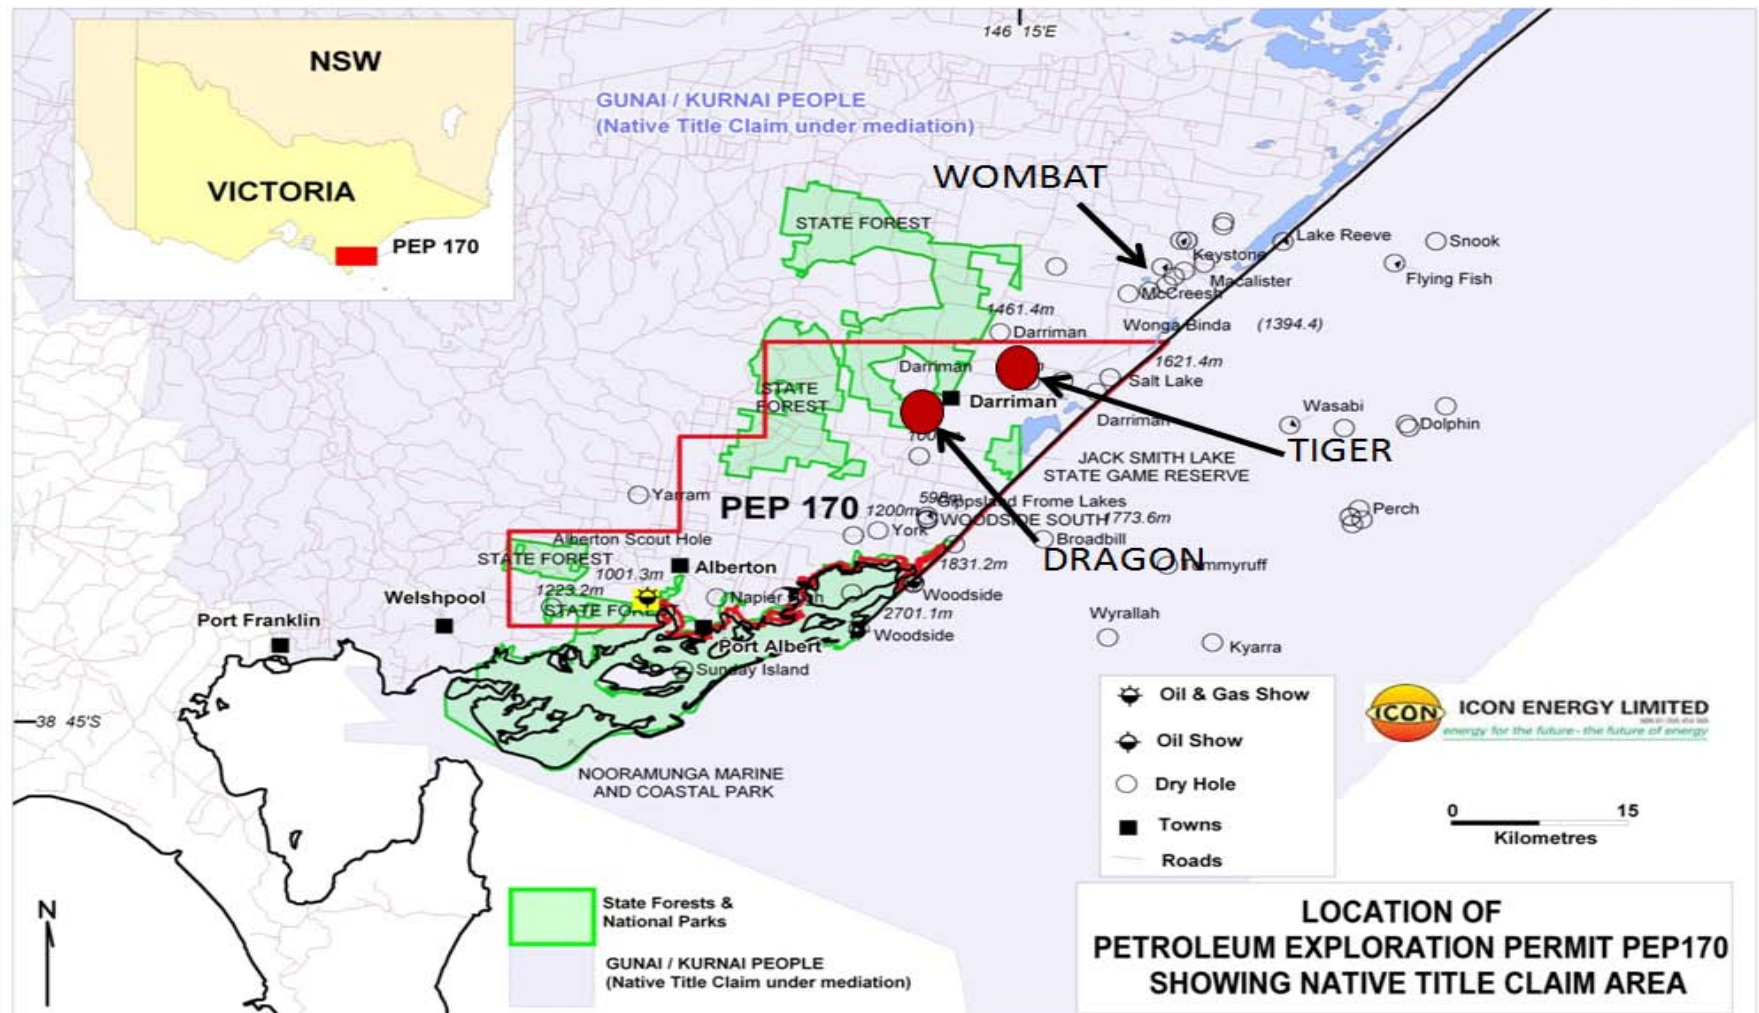 146 15'E
NSW
VICTORIA
PEP 170
GUNAI / KURNAI PEOPLE
(Native Title Claim under mediation)
WOMBAT
STATE FOREST
Lake Reeve
Snook
Keystone
Macalister
Flying Fish
McCreesh
1461.4m
Darriman
Wonga Binda
(1394.4)
1621.4m
Darriman
Salt Lake
STATE
FOREST
Darriman
Wasabi
Darriman
Dolphin
TIGER
JACK SMITH LAKE
STATE GAME RESERVE
Yarram
PEP 170
598m
Gippsland Frome Lakes
1200m
WOODSIDE SOUTH
1773.6m
Perch
York
Alberton Scout Hole
Broadbill
STATE FOREST
DRAGON
1831.2m
Tommyruff
1001.3m
Alberton
1223.2m
Welshpool
Napier
Woodside
STATE FOREST
2701.1m
Wyrallah
Port Franklin
Woodside
Port Albert
Kyarra
Sunday Island
38 45'S
NOORAMUNGA MARINE
AND COASTAL PARK
Oil & Gas Show
Oil Show
Dry Hole
Towns
Roads
ICON
ICON ENERGY LIMITED
energy for the future - the future of energy
0 15
Kilometres
N
State Forests &
National Parks
GUNAI / KURNAI PEOPLE
(Native Title Claim under mediation)
LOCATION OF
PETROLEUM EXPLORATION PERMIT PEP170
SHOWING NATIVE TITLE CLAIM AREA